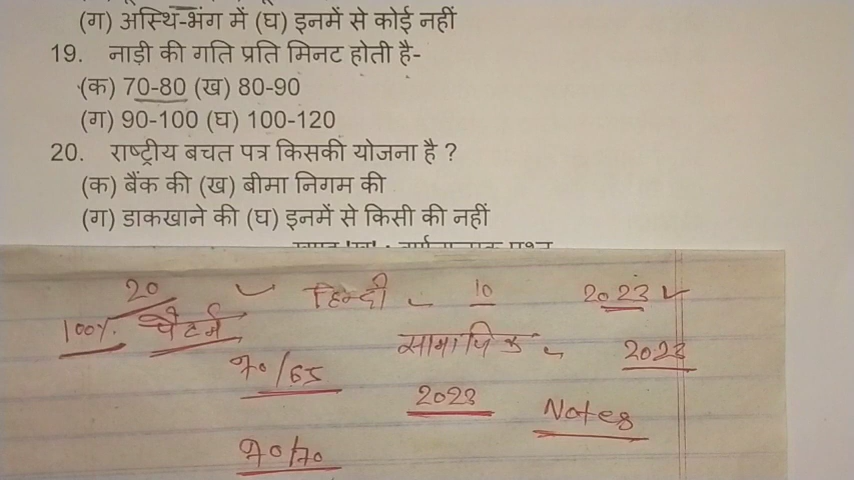 (ग) अस्थि-भंग में (घ) इनमें से कोई नहीं
19. नाड़ी की गति प्रति मिनट होती है-
(क) 70-80 (ख) 80-90
(ग) 90-100 (घ) 100-120
20. राष्ट्रीय बचत पत्र किसकी योजना है ?
(क) बैंक की (ख) बीमा निगम की
(ग) डाकखाने की (घ) इनमें से किसी की नहीं
20 हिन्दी 10 2023
100% पैटर्न सामाजिक 2023
70/65 2023 Notes
70/70